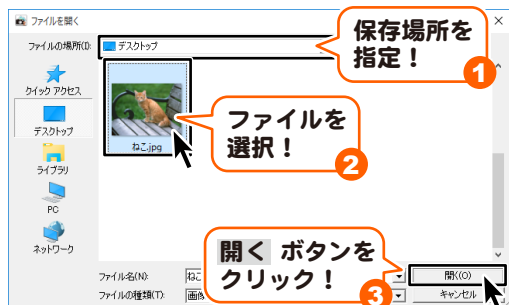 ファイルを開く
ファイルの場所(I):
デスクトップ
保存場所を
指定！
1
クイック アクセス
デスクトップ
ライブラリ
PC
ネットワーク
ねこ.jpg
ファイルを
選択！
2
開く ボタンを
クリック！
3
ファイル名(N):
ねこ
開く(O)
ファイルの種類(T):
画像
キャンセル